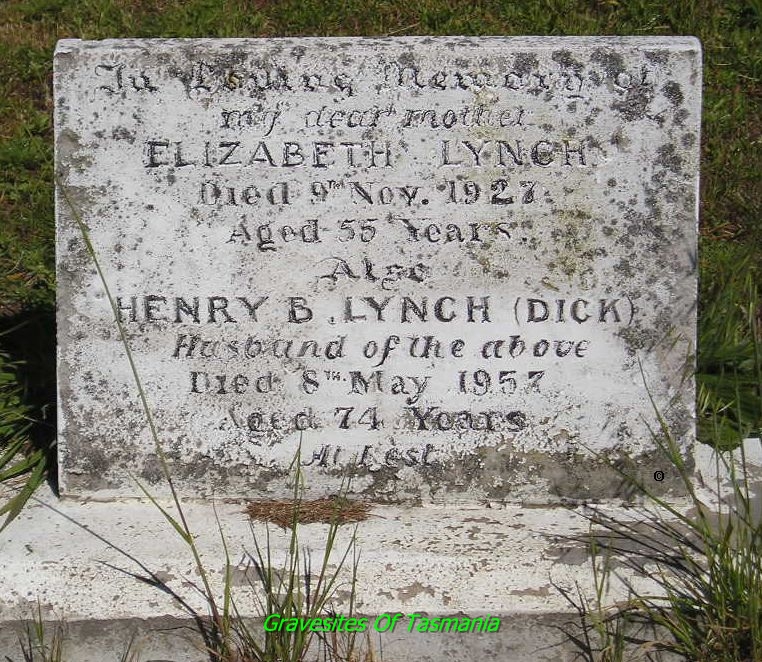 In Loving Memory of
my dear mother
ELIZABETH LYNCH
Died 9TH Nov. 1927
Aged 55 Years.
Also
HENRY B. LYNCH (DICK)
Husband of the above
Died 8TH May 1957
Aged 74 Years
At Rest
©
Gravesites Of Tasmania